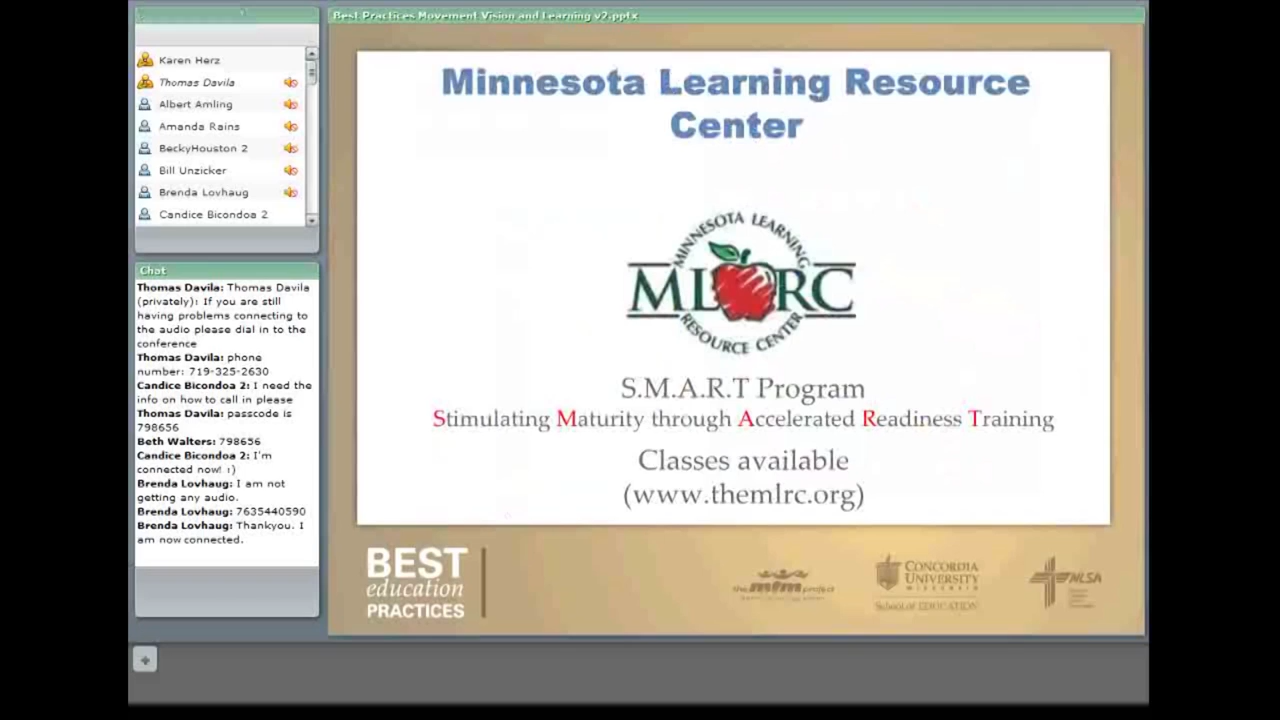 Best Practices Movement Vision and Learning v2.pptx
Karen Herz
Thomas Davila
Albert Amling
Amanda Rains
BeckyHouston 2
Bill Unzicker
Brenda Lovhaug
Candice Bicondoa 2
Chat
Thomas Davila: Thomas Davila
(privately): If you are still
having problems connecting to
the audio please dial in to the
conference
Thomas Davila: phone
number: 719-325-2630
Candice Bicondoa 2: I need the
info on how to call in please
Thomas Davila: passcode is
798656
Beth Walters: 798656
Candice Bicondoa 2: I'm
connected now! :)
Brenda Lovhaug: I am not
getting any audio.
Brenda Lovhaug: 7635440590
Brenda Lovhaug: Thankyou. I
am now connected.
Minnesota Learning Resource
Center
MINNESOTA LEARNING
MLRC
RESOURCE CENTER
S.M.A.R.T Program
Stimulating Maturity through Accelerated Readiness Training
Classes available
(www.themlrc.org)
BEST
education
PRACTICES
the mfm project
CONCORDIA
UNIVERSITY
WISCONSIN
School of EDUCATION
NLSA